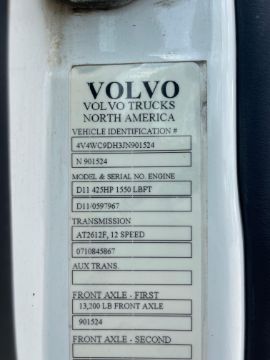 VOLVO
VOLVO TRUCKS
NORTH AMERICA
VEHICLE IDENTIFICATION #
4V4WC9DH3JN901524
N 901524
MODEL & SERIAL NO. ENGINE
D11 425HP 1550 LBFT
D11/0597967
TRANSMISSION
AT2612F, 12 SPEED
0710845867
AUX TRANS.
FRONT AXLE - FIRST
13,200 LB FRONT AXLE
901524
FRONT AXLE - SECOND